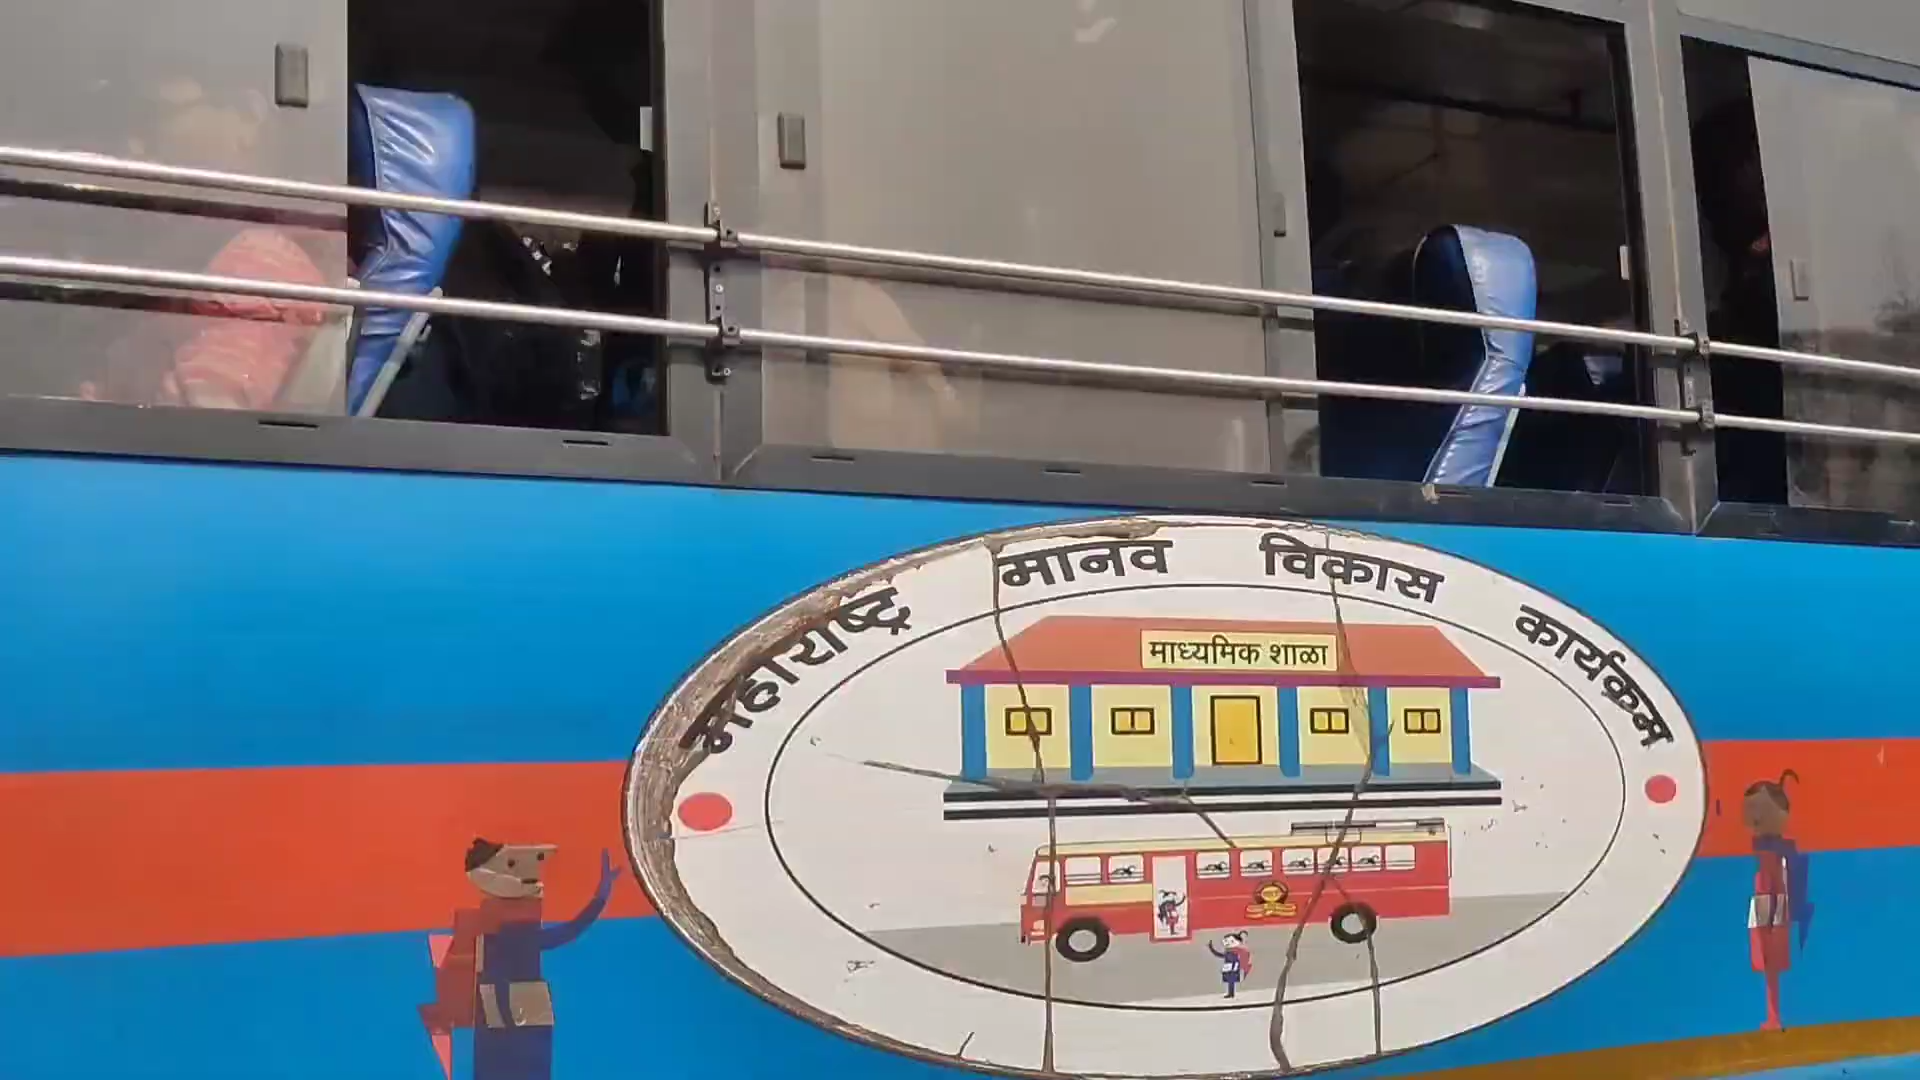 महाराष्ट्र मानव विकास कार्यक्रम
माध्यमिक शाळा